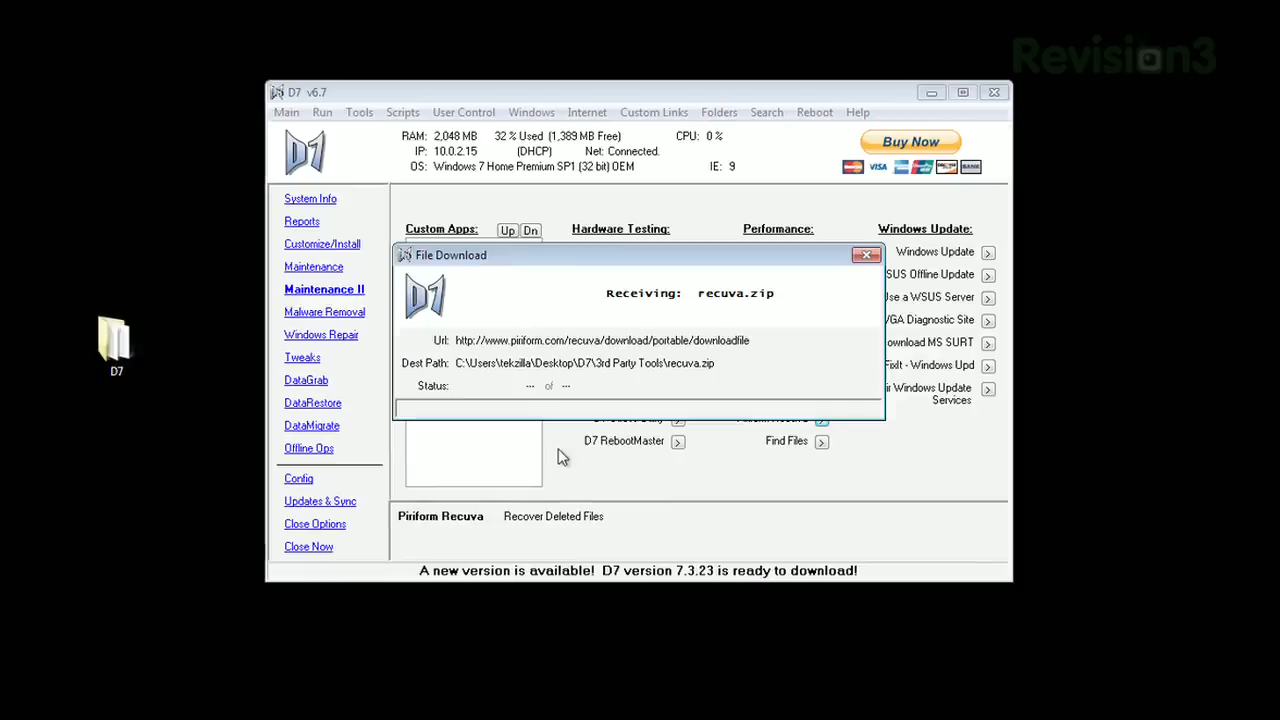 Revision3
D7 v6.7
Main Run Tools Scripts User Control Windows Internet Custom Links Folders Search Reboot Help
D7
RAM: 2,048 MB 32 % Used (1,389 MB Free) CPU: 0 %
IP: 10.0.2.15 (DHCP) Net: Connected.
OS: Windows 7 Home Premium SP1 (32 bit) OEM IE: 9
Buy Now
VISA
System Info
Reports
Customize/Install
Maintenance
Maintenance II
Malware Removal
Windows Repair
Tweaks
DataGrab
DataRestore
DataMigrate
Offline Ops
Config
Updates & Sync
Close Options
Close Now
Custom Apps: Up Dn Hardware Testing: Performance: Windows Update:
Windows Update
SUS Offline Update
se a WSUS Server
VGA Diagnostic Site
ownload MS SURT
FixIt - Windows Upd
ir Windows Update
Services
File Download
D7
Receiving: recuva.zip
Url: http://www.piriform.com/recuva/download/portable/downloadfile
Dest Path: C:\Users\tekzilla\Desktop\D7\3rd Party Tools\recuva.zip
Status: ... of ...
D7 RebootMaster Find Files
Piriform Recuva Recover Deleted Files
A new version is available! D7 version 7.3.23 is ready to download!
D7